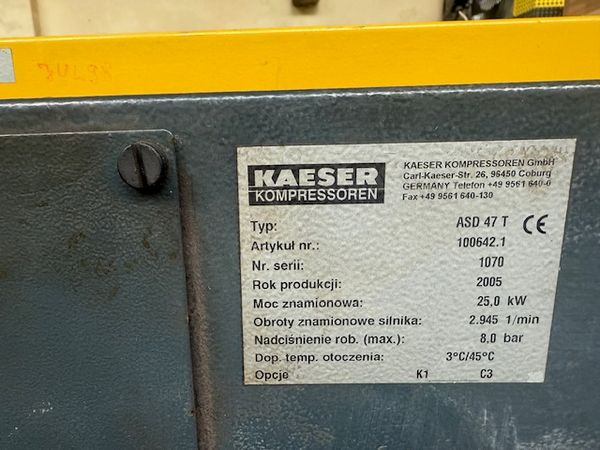 KAESER
KOMPRESSOREN
KAESER KOMPRESSOREN GmbH
Carl-Kaeser-Str. 26, 96450 Coburg
GERMANY Telefon +49 9561 640-0
Fax +49 9561 640-130
Typ: ASD 47 T CE
Artykuł nr.: 100642.1
Nr. serii: 1070
Rok produkcji: 2005
Moc znamionowa: 25,0 kW
Obroty znamionowe silnika: 2.945 1/min
Nadciśnienie rob. (max.): 8,0 bar
Dop. temp. otoczenia: 3°C/45°C
Opcje K1 C3